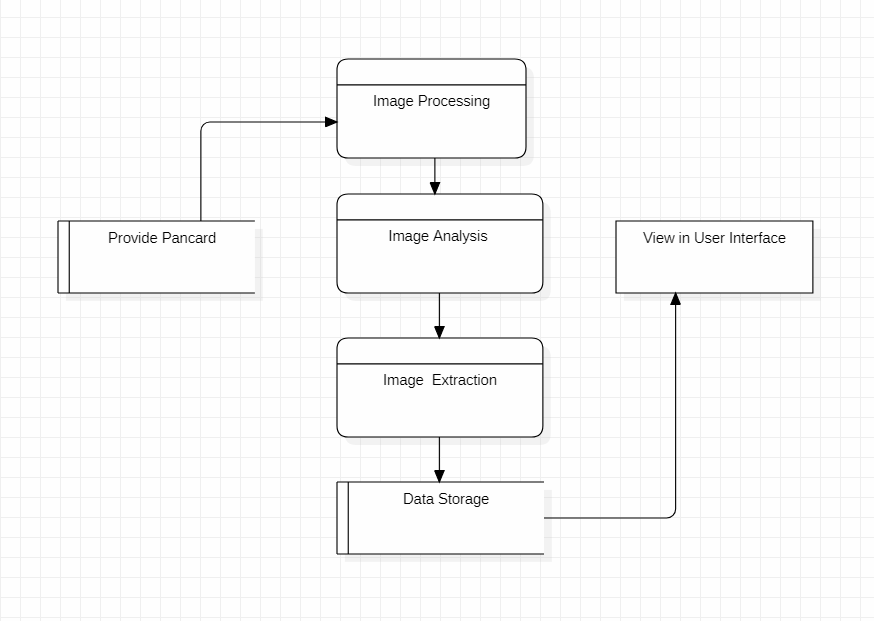 Image Processing
Provide Pancard
Image Analysis
View in User Interface
Image  Extraction
Data Storage